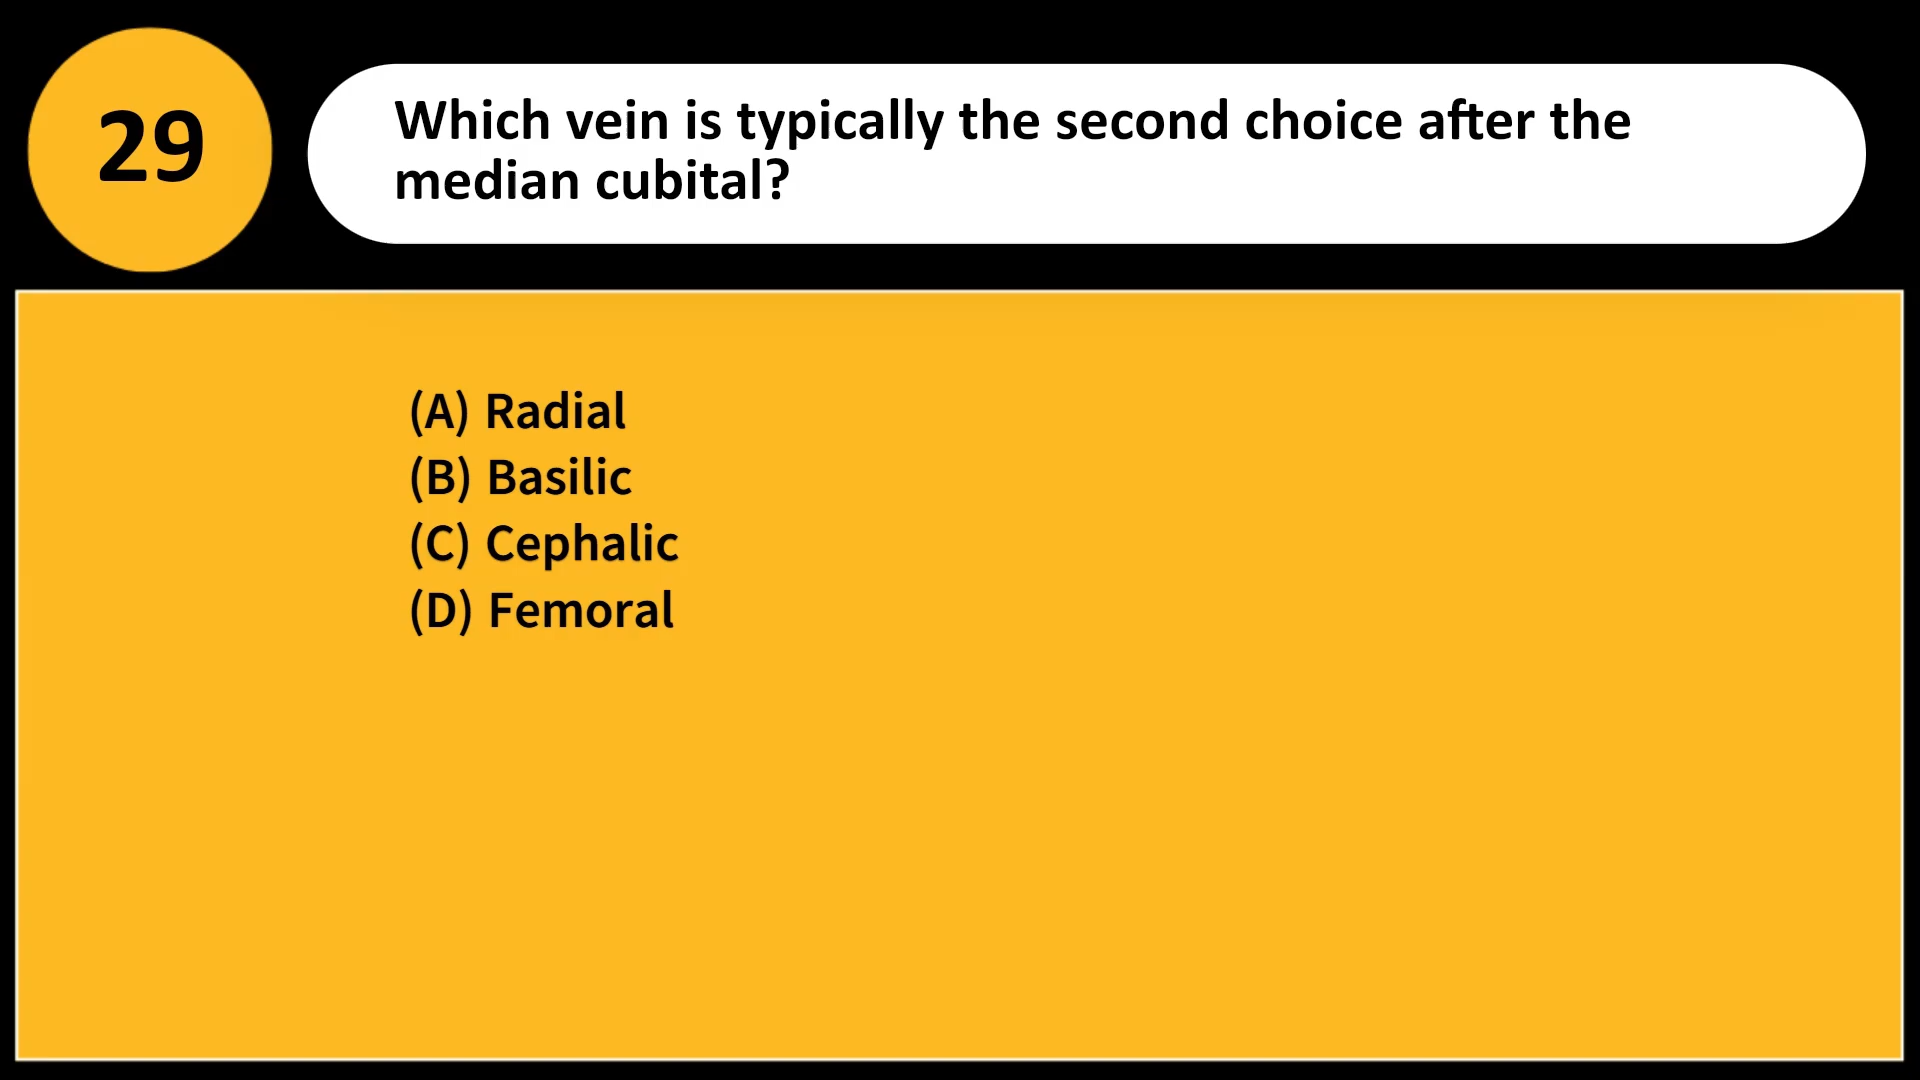 29
Which vein is typically the second choice after the
median cubital?
(A) Radial
(B) Basilic
(C) Cephalic
(D) Femoral